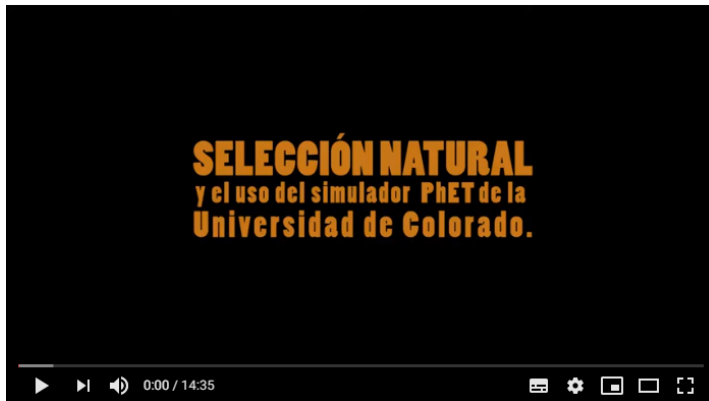 SELECCIÓN NATURAL
y el uso del simulador PhET de la
Universidad de Colorado.
0:00 / 14:35